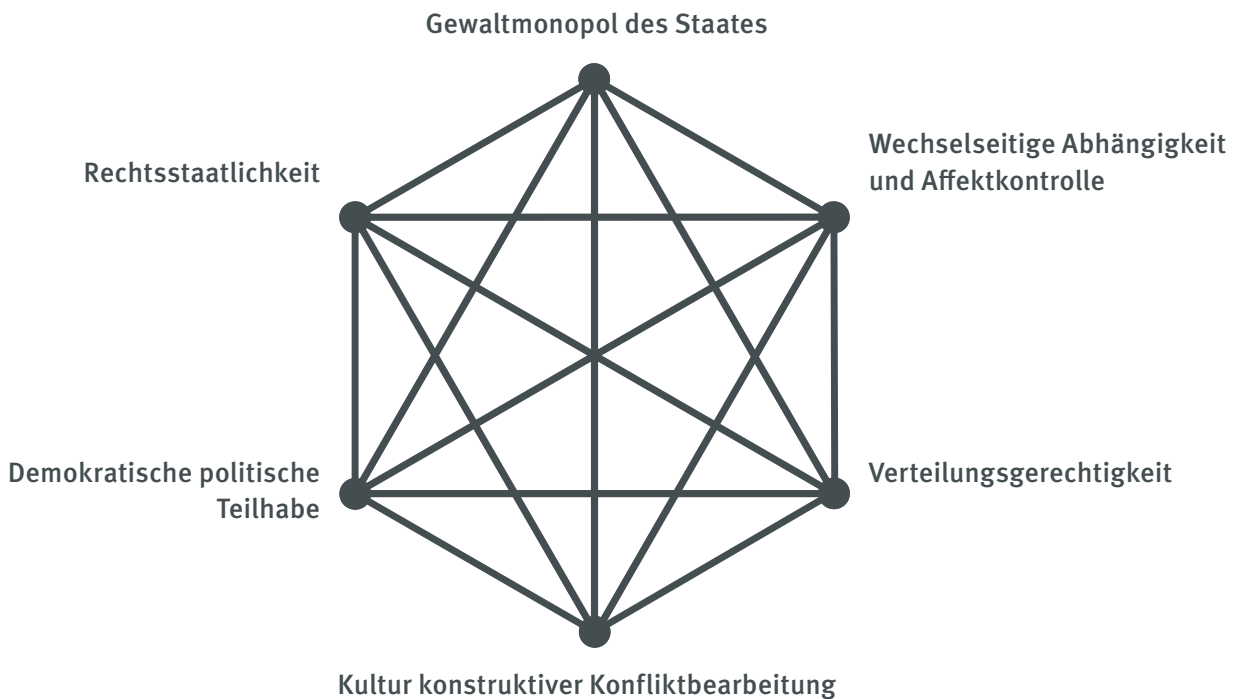 Gewaltmonopol des Staates
Wechselseitige Abhängigkeit
und Affektkontrolle
Rechtsstaatlichkeit
Demokratische politische
Teilhabe
Verteilungsgerechtigkeit
Kultur konstruktiver Konfliktbearbeitung